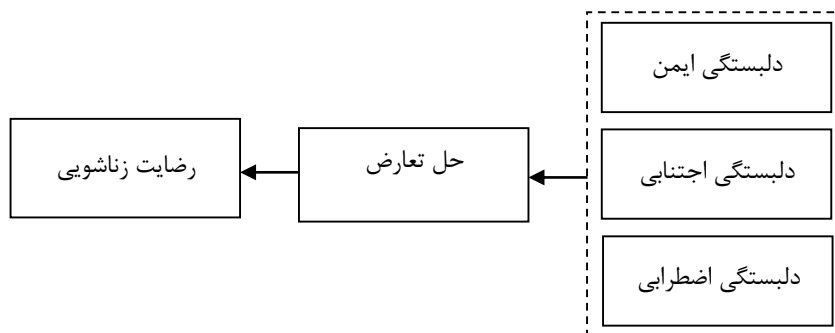 دلبستگی ایمن
دلبستگی اجتنابی
دلبستگی اضطرابی
حل تعارض
رضایت زناشویی